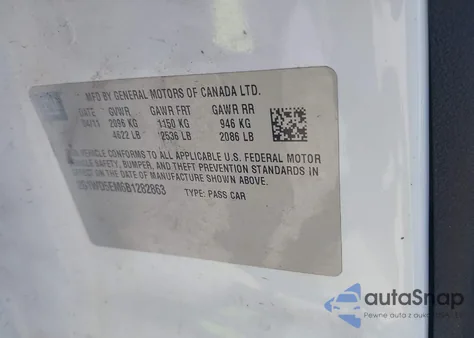 MFD BY GENERAL MOTORS OF CANADA LTD.
DATE GVWR GAWR FRT GAWR RR
04/11 2096 KG 1150 KG 946 KG
4622 LB 2536 LB 2086 LB
THIS VEHICLE CONFORMS TO ALL APPLICABLE U.S. FEDERAL MOTOR
VEHICLE SAFETY, BUMPER, AND THEFT PREVENTION STANDARDS IN
EFFECT ON THE DATE OF MANUFACTURE SHOWN ABOVE.
TYPE: PASS CAR
autaSnap